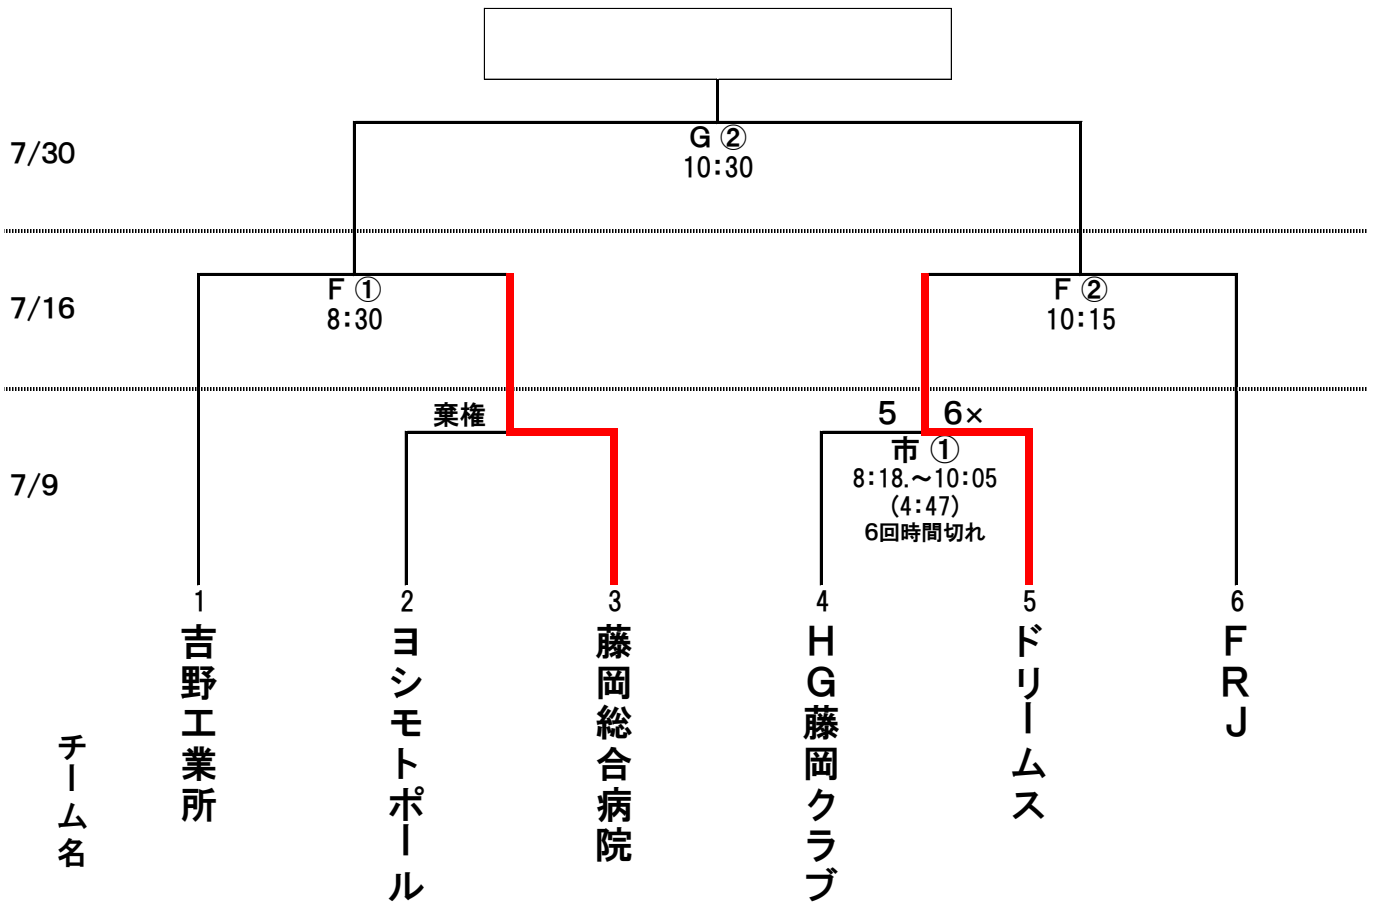 7/30
G ②
10:30
7/16
F ①
8:30
F ②
10:15
7/9
棄権
5 6×
市 ①
8:18.～10:05
(4:47)
6回時間切れ
1 2 3 4 5 6
チーム名
吉野工業所
ヨシモトポール
藤岡総合病院
HG藤岡クラブ
ドリームス
FRJ